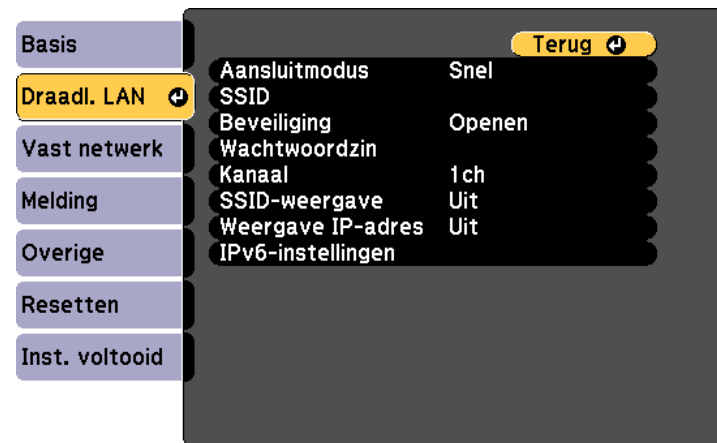 Basis
Draadl. LAN
Vast netwerk
Melding
Overige
Resetten
Inst. voltooid
Terug
Aansluitmodus Snel
SSID
Beveiliging Openen
Wachtwoordzin
Kanaal 1ch
SSID-weergave Uit
Weergave IP-adres Uit
IPv6-instellingen